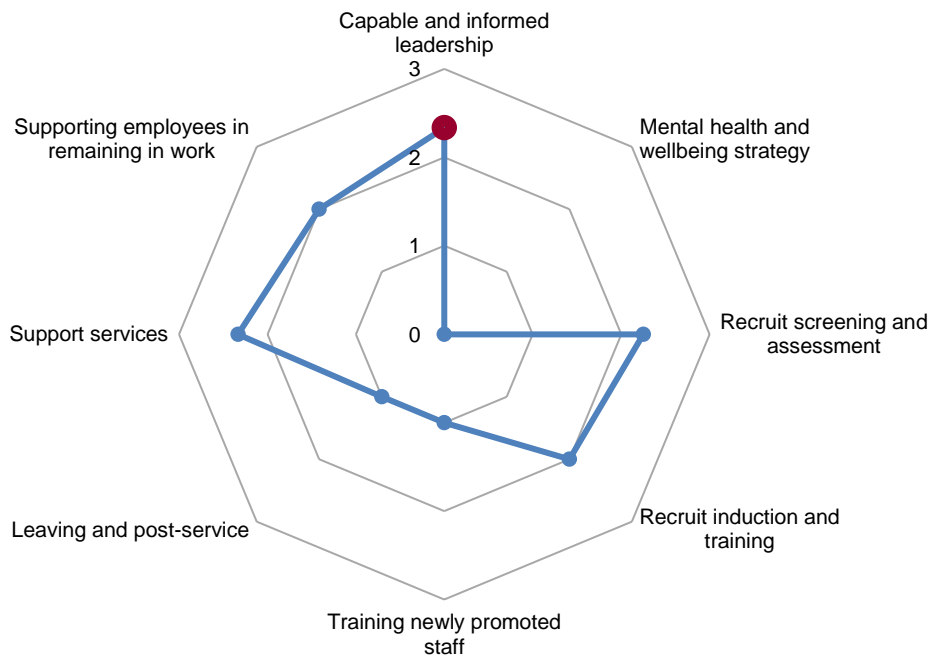 Capable and informed
leadership
3
Supporting employees in
remaining in work
Mental health and
wellbeing strategy
2
1
Support services
0
Recruit screening and
assessment
Leaving and post-service
Recruit induction and
training
Training newly promoted
staff